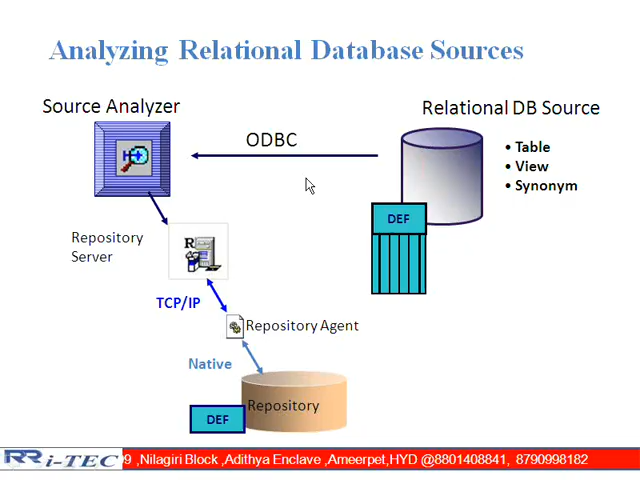 Analyzing Relational Database Sources
Source Analyzer
Relational DB Source
ODBC
• Table
• View
• Synonym
DEF
Repository
Server
R
TCP/IP
Repository Agent
Native
Repository
DEF
RR i-TEC
9 ,Nilagiri Block ,Adithya Enclave ,Ameerpet,HYD @8801408841, 8790998182